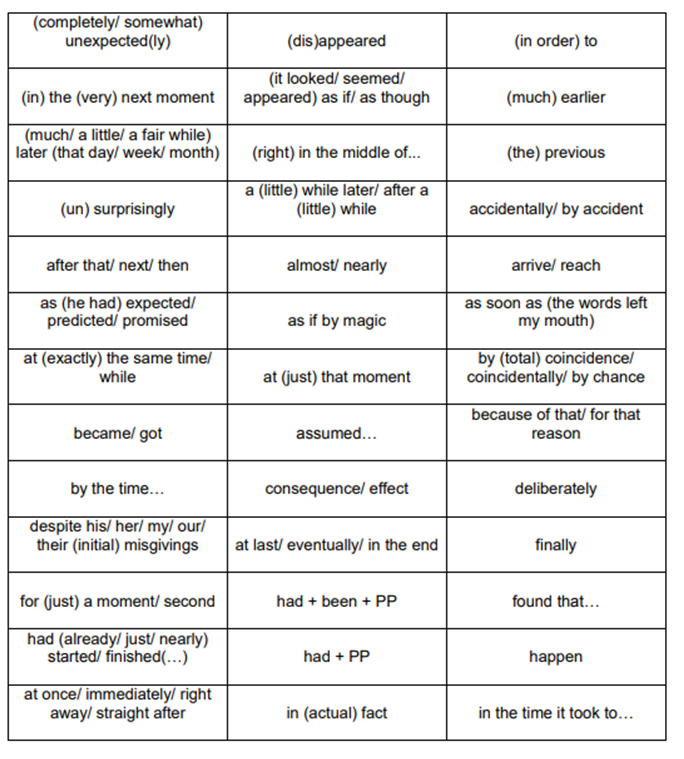 (completely/ somewhat)
unexpected(ly)
(dis)appeared
(in order) to
(in) the (very) next moment
(it looked/ seemed/
appeared) as if/ as though
(much) earlier
(much/ a little/ a fair while)
later (that day/ week/ month)
(right) in the middle of...
(the) previous
(un) surprisingly
a (little) while later/ after a
(little) while
accidentally/ by accident
after that/ next/ then
almost/ nearly
arrive/ reach
as (he had) expected/
predicted/ promised
as if by magic
as soon as (the words left
my mouth)
at (exactly) the same time/
while
at (just) that moment
by (total) coincidence/
coincidentally/ by chance
became/ got
assumed…
because of that/ for that
reason
by the time…
consequence/ effect
deliberately
despite his/ her/ my/ our/
their (initial) misgivings
at last/ eventually/ in the end
finally
for (just) a moment/ second
had + been + PP
found that…
had (already/ just/ nearly)
started/ finished(…)
had + PP
happen
at once/ immediately/ right
away/ straight after
in (actual) fact
in the time it took to…